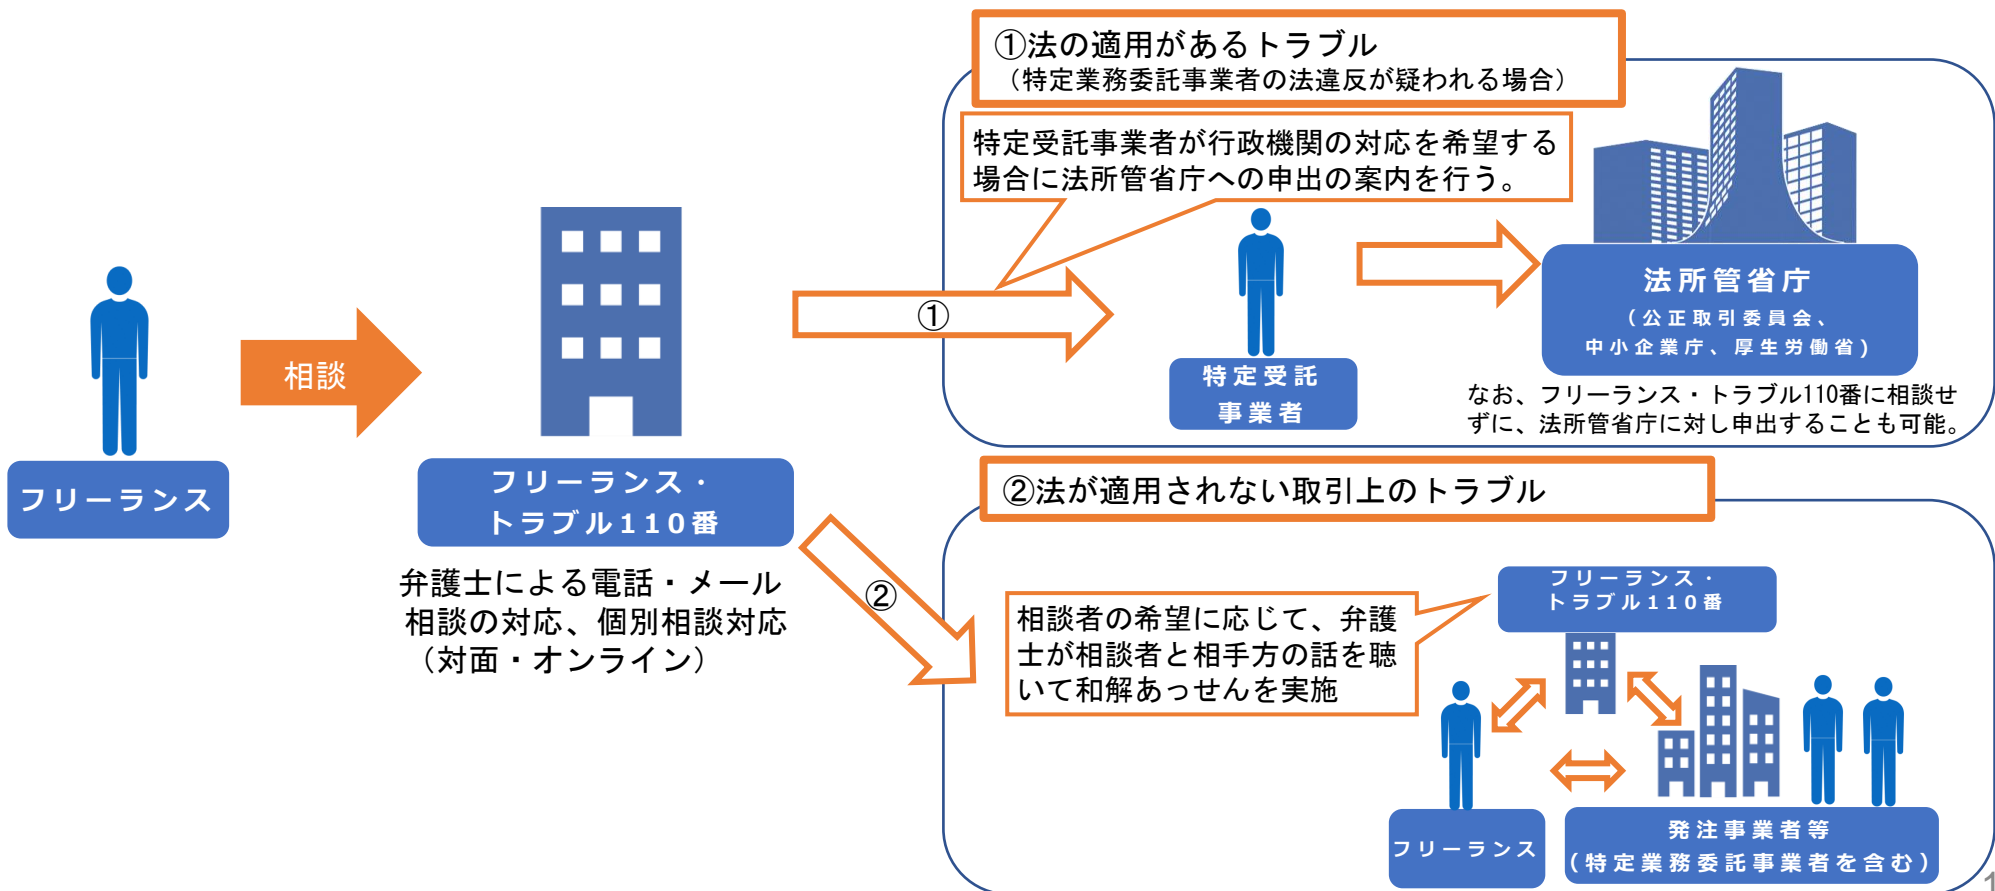 ①法の適用があるトラブル
（特定業務委託事業者の法違反が疑われる場合）
特定受託事業者が行政機関の対応を希望する
場合に法所管省庁への申出の案内を行う。
相談
①
法所管省庁
（公正取引委員会、
中小企業庁、厚生労働省)
特定受託
事業者
なお、フリーランス・トラブル110番に相談せ
ずに、法所管省庁に対し申出することも可能。
フリーランス
フリーランス・
トラブル110番
弁護士による電話・メール
相談の対応、個別相談対応
（対面・オンライン）
②
②法が適用されない取引上のトラブル
相談者の希望に応じて、弁護
士が相談者と相手方の話を聴
いて和解あっせんを実施
フリーランス・
トラブル110番
フリーランス
発注事業者等
（特定業務委託事業者を含む）
1